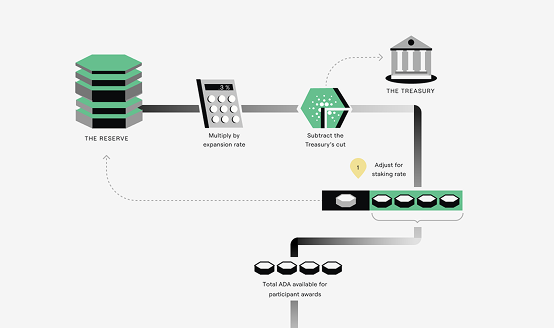 3 %
THE TREASURY
THE RESERVE
Multiply by
expansion rate
Subtract the
Treasury's cut
1
Adjust for
staking rate
Total ADA available for
participant awards